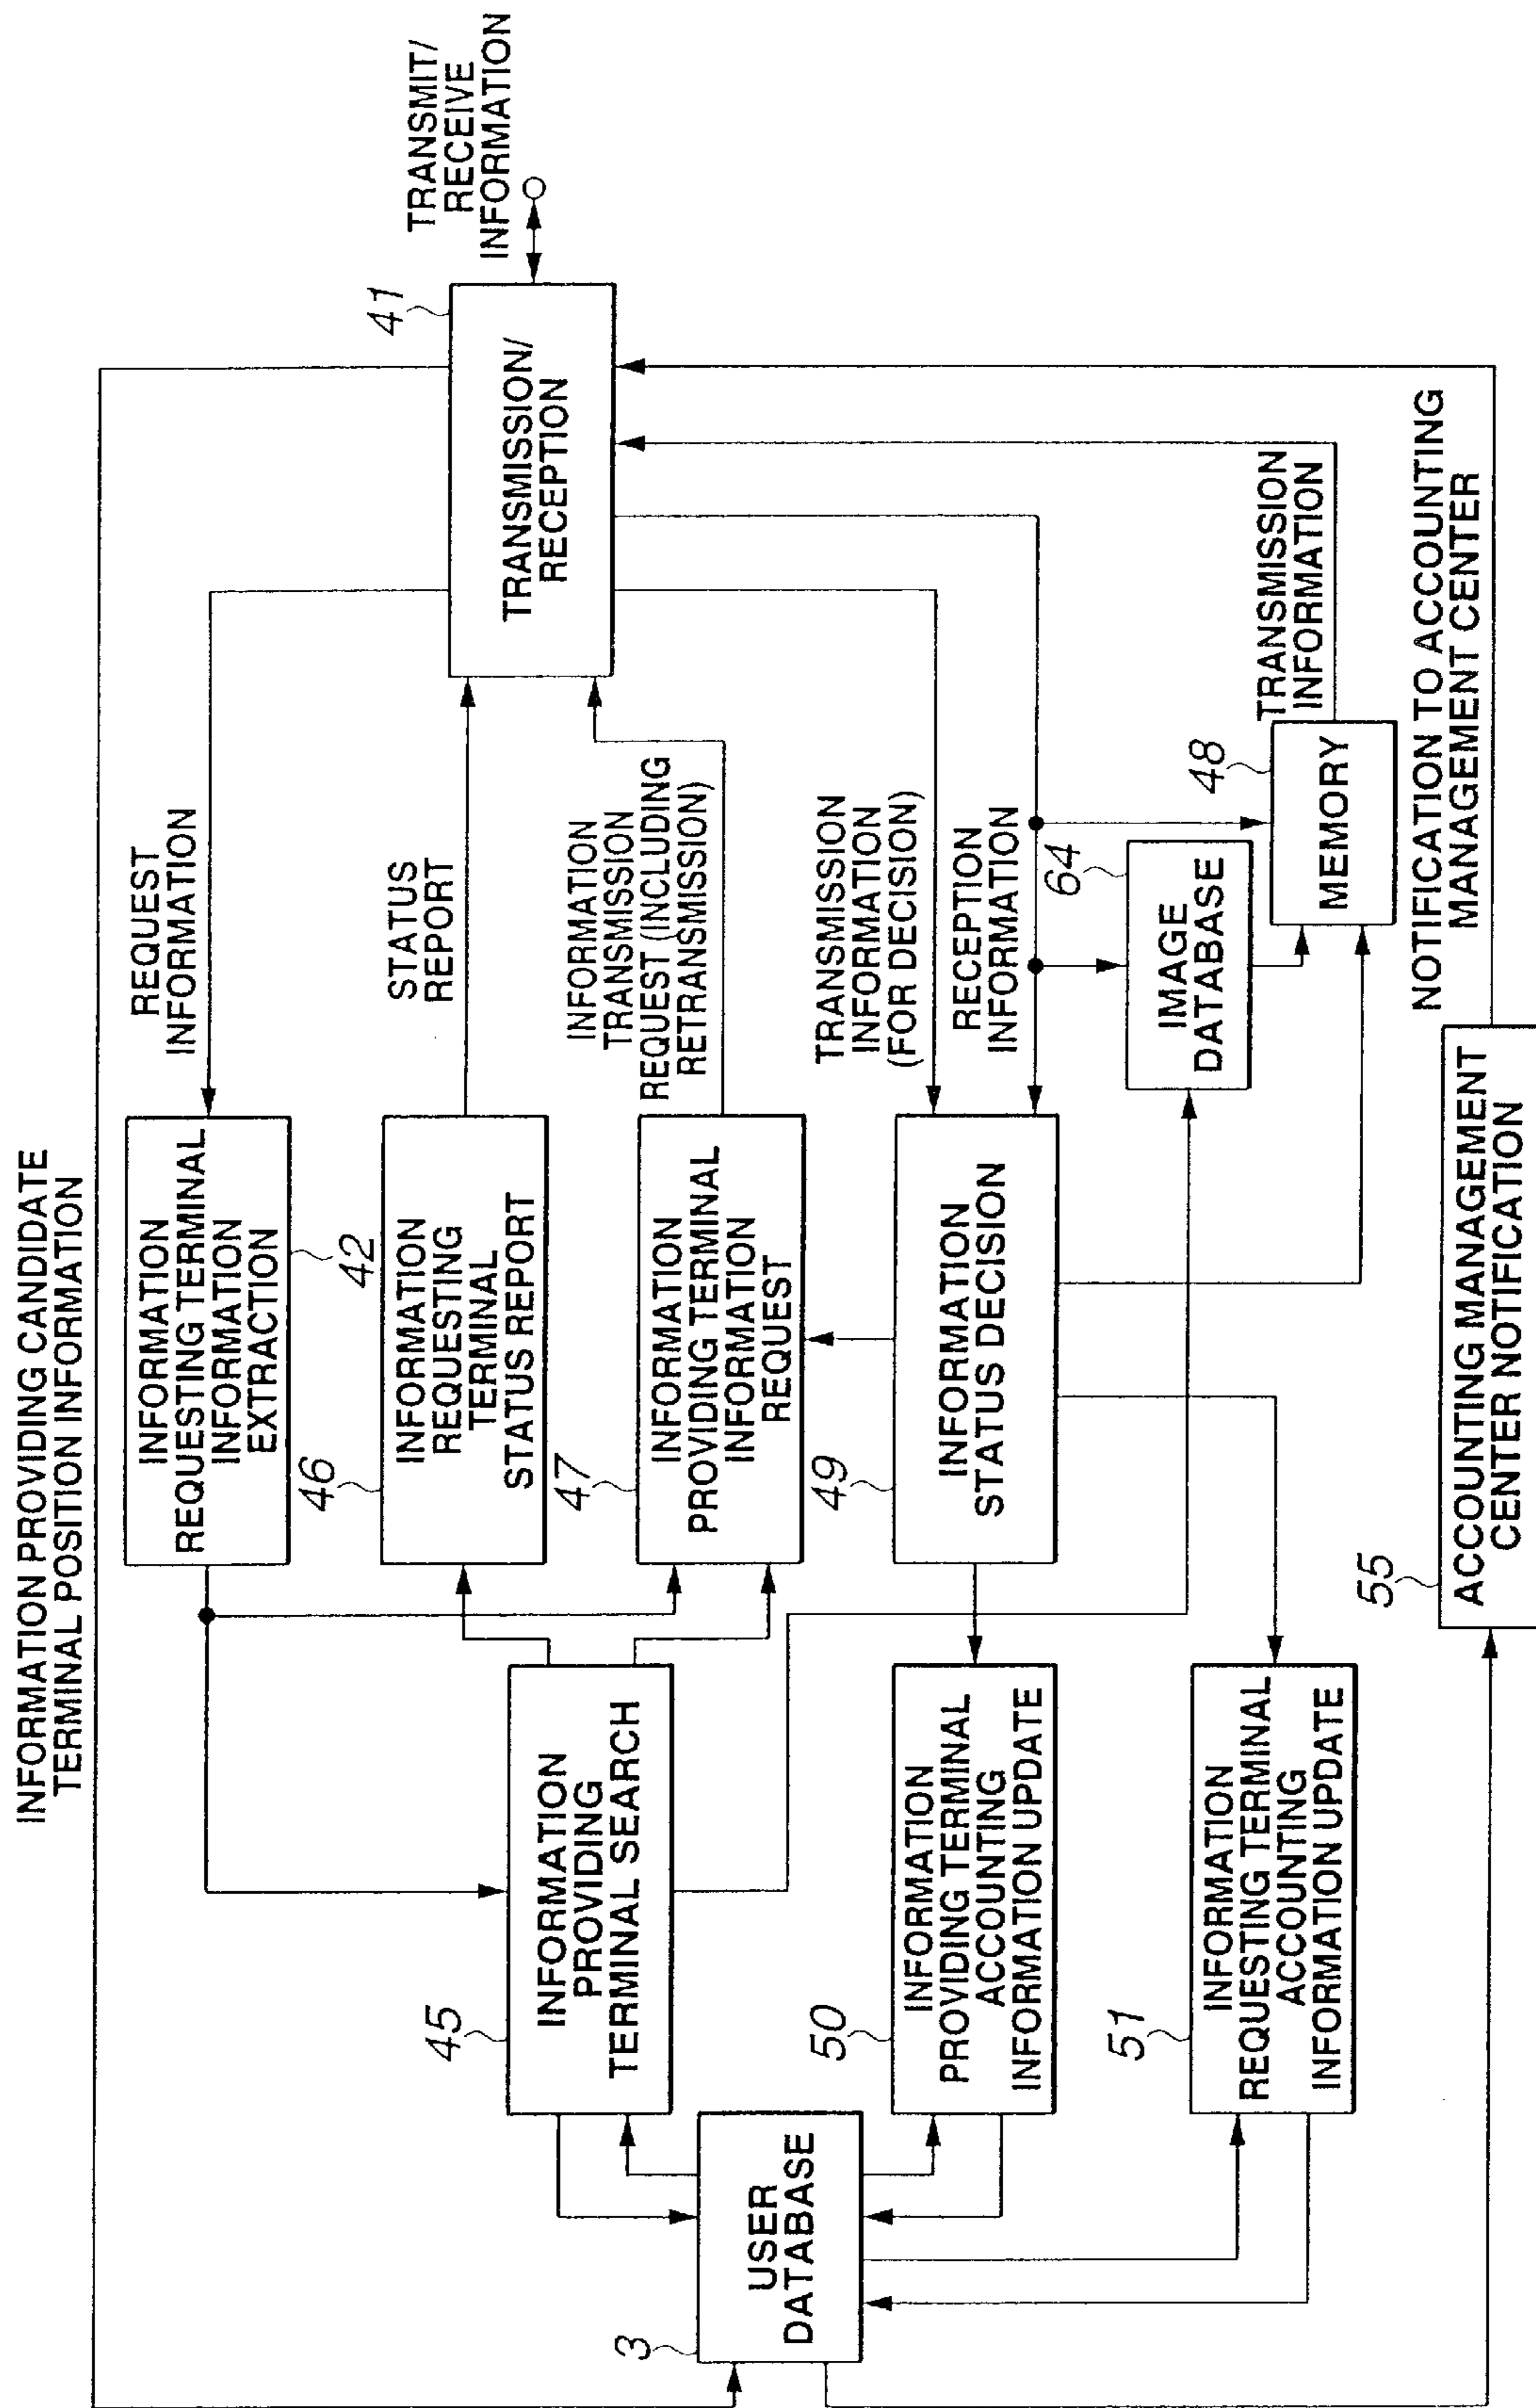 INFORMATION PROVIDING CANDIDATE
TERMINAL POSITION INFORMATION
REQUEST
INFORMATION
TRANSMIT/
RECEIVE
INFORMATION
41
TRANSMISSION/
RECEPTION
INFORMATION
REQUESTING TERMINAL
INFORMATION
EXTRACTION
42
STATUS
REPORT
46
INFORMATION
REQUESTING
TERMINAL
STATUS REPORT
INFORMATION
TRANSMISSION
REQUEST (INCLUDING
RETRANSMISSION)
47
INFORMATION
PROVIDING TERMINAL
INFORMATION
REQUEST
45
INFORMATION
PROVIDING
TERMINAL SEARCH
3
USER
DATABASE
TRANSMISSION
INFORMATION
(FOR DECISION)
RECEPTION
INFORMATION
49
INFORMATION
STATUS DECISION
50
INFORMATION
PROVIDING TERMINAL
ACCOUNTING
INFORMATION UPDATE
64
IMAGE
DATABASE
48
MEMORY
TRANSMISSION
INFORMATION
51
INFORMATION
REQUESTING TERMINAL
ACCOUNTING
INFORMATION UPDATE
NOTIFICATION TO ACCOUNTING
MANAGEMENT CENTER
55
ACCOUNTING MANAGEMENT
CENTER NOTIFICATION